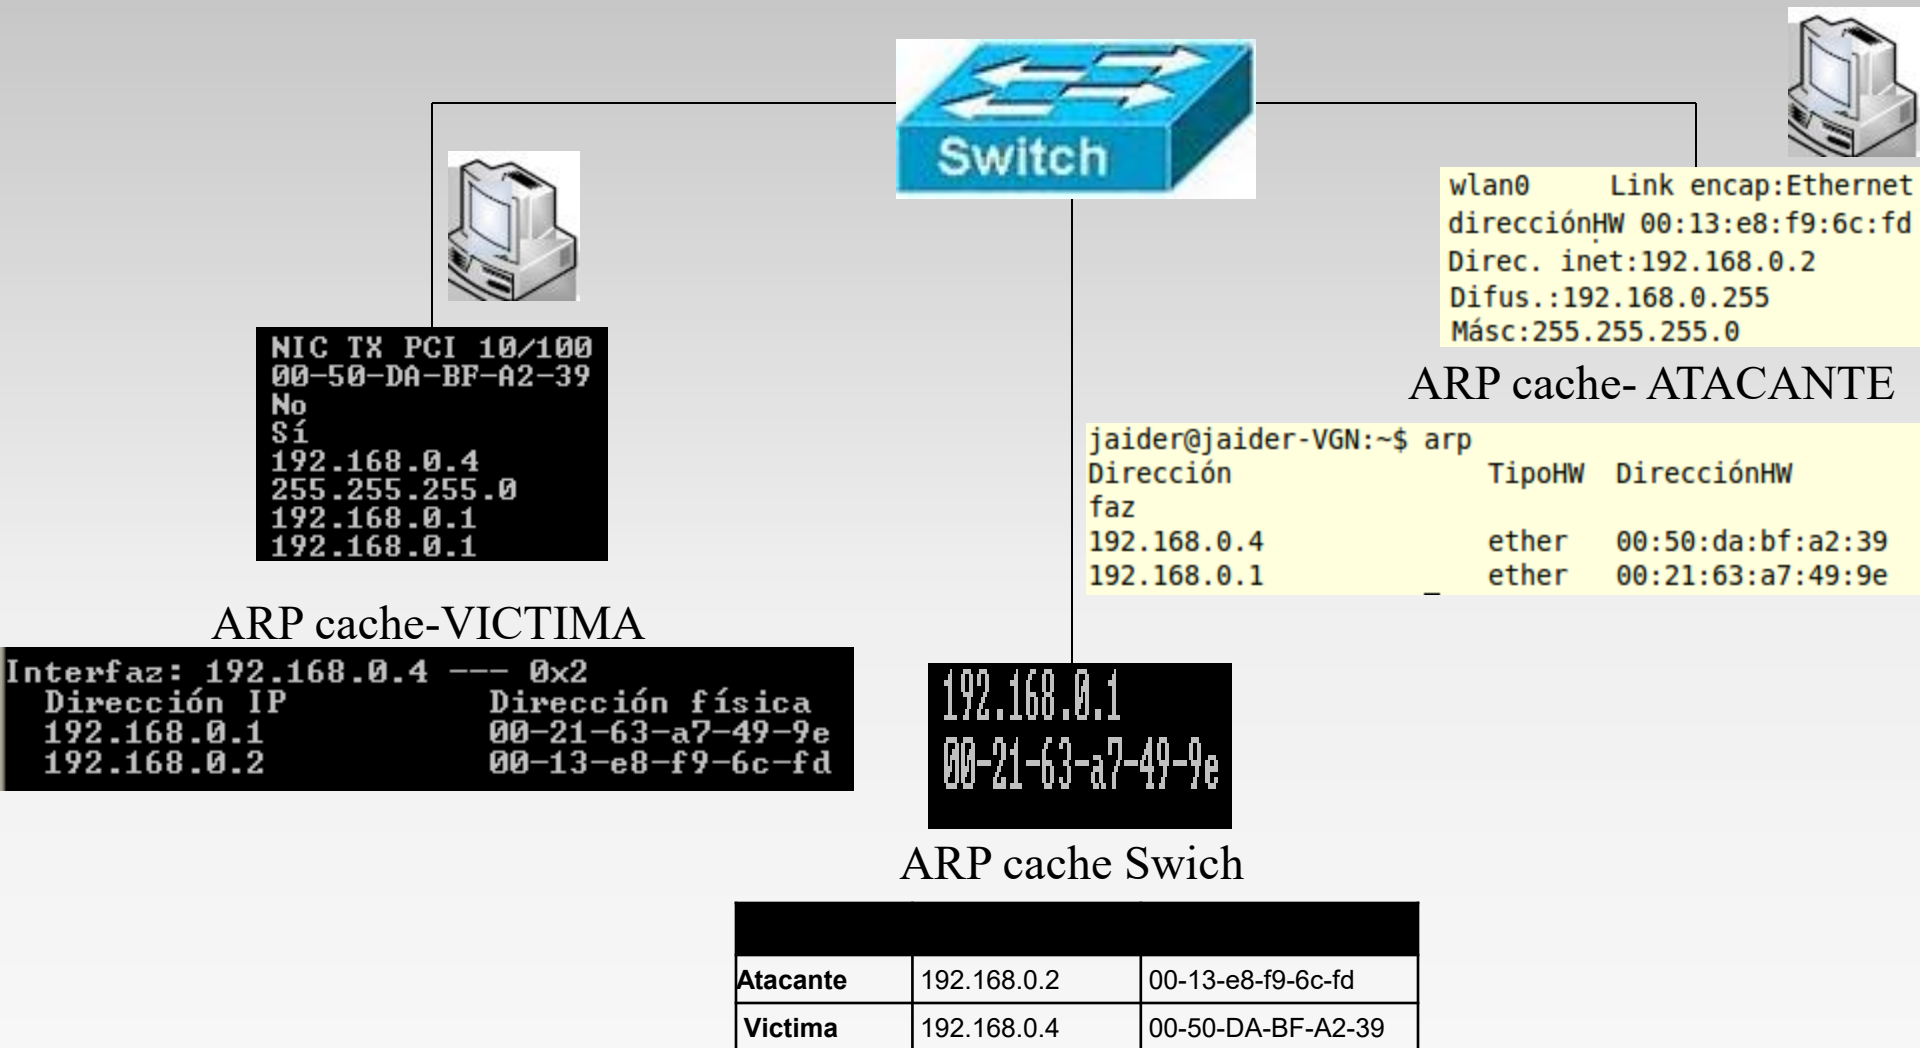 Switch
wlan0 Link encap:Ethernet
direcciónHW 00:13:e8:f9:6c:fd
Direc. inet:192.168.0.2
Difus.:192.168.0.255
Másc:255.255.255.0
ARP cache- ATACANTE
jaider@jaider-VGN:~$ arp
Dirección TipoHW DirecciónHW
faz
192.168.0.4 ether 00:50:da:bf:a2:39
192.168.0.1 ether 00:21:63:a7:49:9e
NIC TX PCI 10/100
00-50-DA-BF-A2-39
No
Sí
192.168.0.4
255.255.255.0
192.168.0.1
192.168.0.1
ARP cache-VICTIMA
Interfaz: 192.168.0.4 --- 0x2
Dirección IP Dirección física
192.168.0.1 00-21-63-a7-49-9e
192.168.0.2 00-13-e8-f9-6c-fd
192.168.0.1
00-21-63-a7-49-9e
ARP cache Swich
Atacante 192.168.0.2 00-13-e8-f9-6c-fd
Victima 192.168.0.4 00-50-DA-BF-A2-39